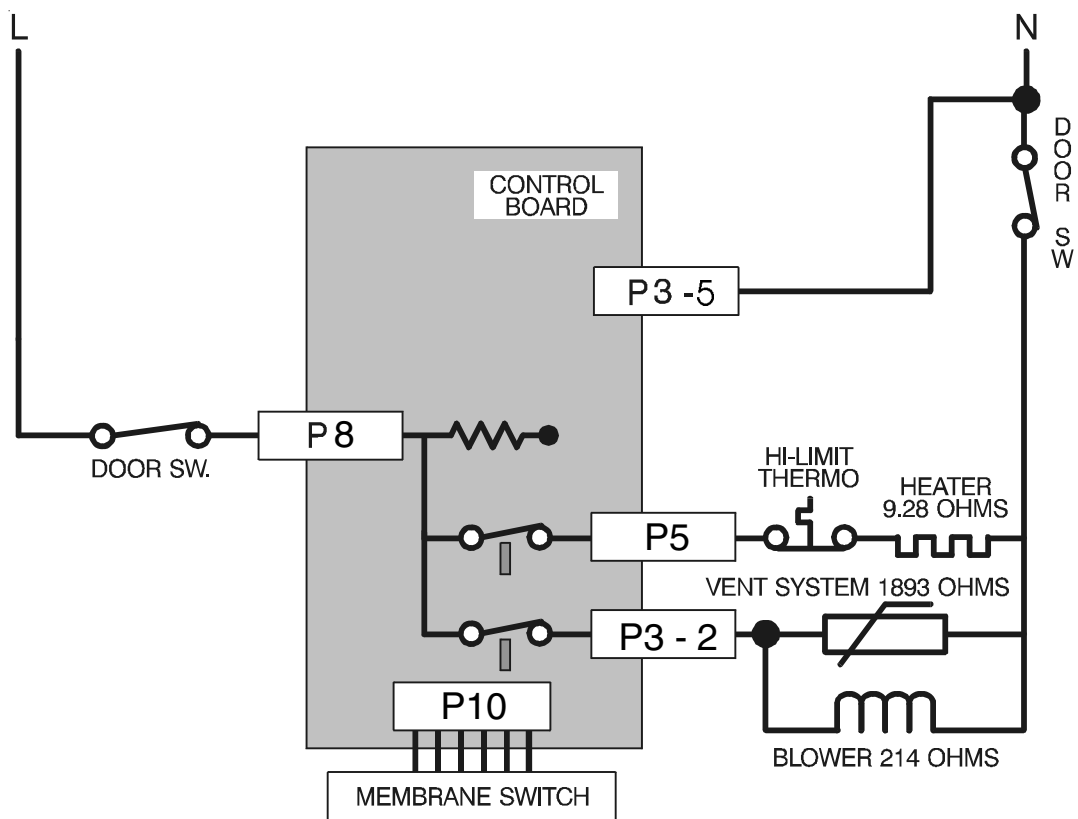 L
N
DOOR SW
CONTROL
BOARD
P3-5
P8
DOOR SW.
HI-LIMIT
THERMO
HEATER
9.28 OHMS
P5
VENT SYSTEM 1893 OHMS
P3-2
P10
BLOWER 214 OHMS
MEMBRANE SWITCH